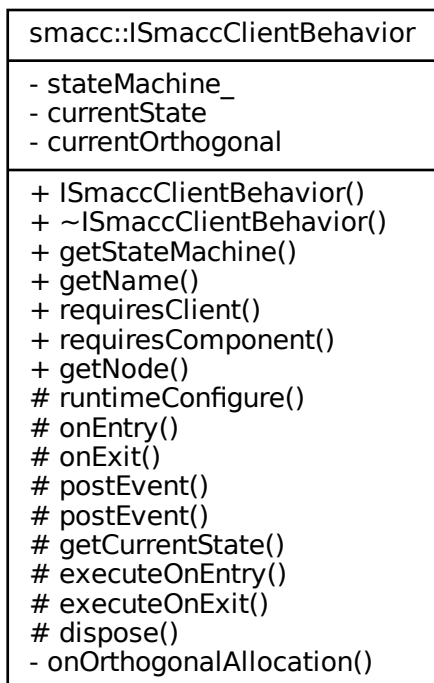 smacc::ISmaccClientBehavior
- stateMachine_
- currentState
- currentOrthogonal
+ ISmaccClientBehavior()
+ ~ISmaccClientBehavior()
+ getStateMachine()
+ getName()
+ requiresClient()
+ requiresComponent()
+ getNode()
# runtimeConfigure()
# onEntry()
# onExit()
# postEvent()
# postEvent()
# getCurrentState()
# executeOnEntry()
# executeOnExit()
# dispose()
- onOrthogonalAllocation()